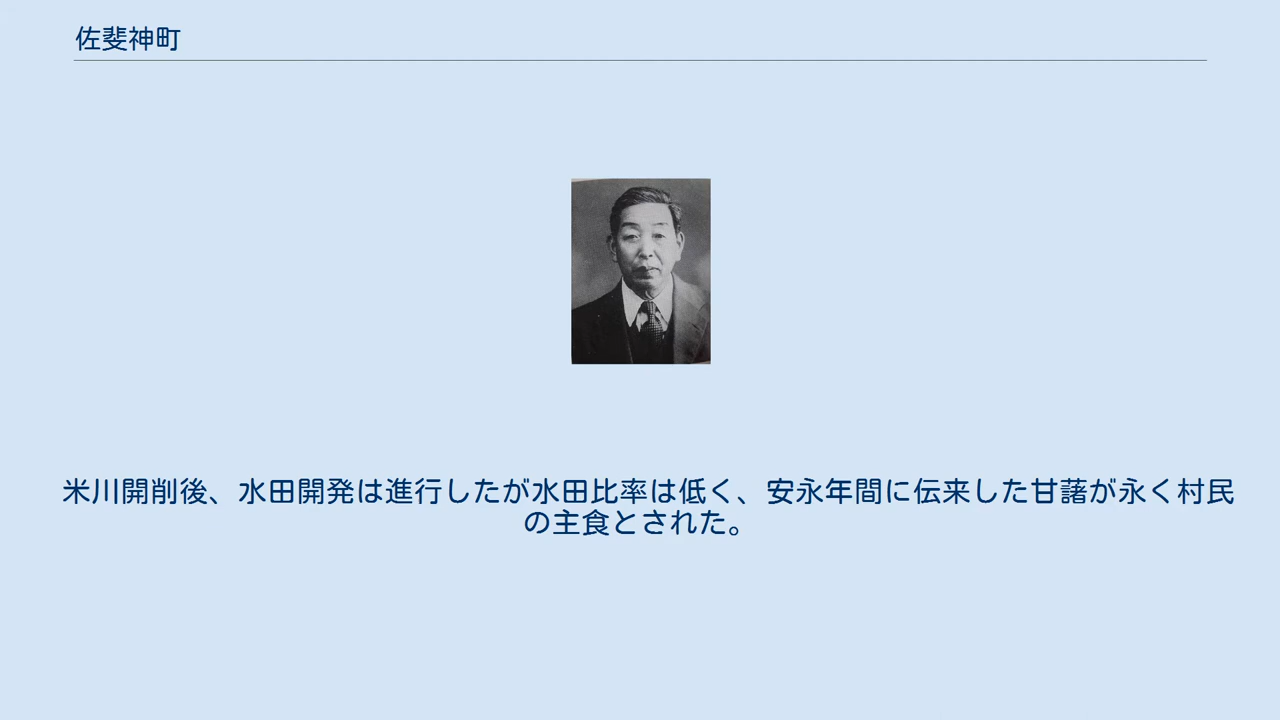 佐斐神町
米川開削後、水田開発は進行したが水田比率は低く、安永年間に伝来した甘藷が永く村民
の主食とされた。